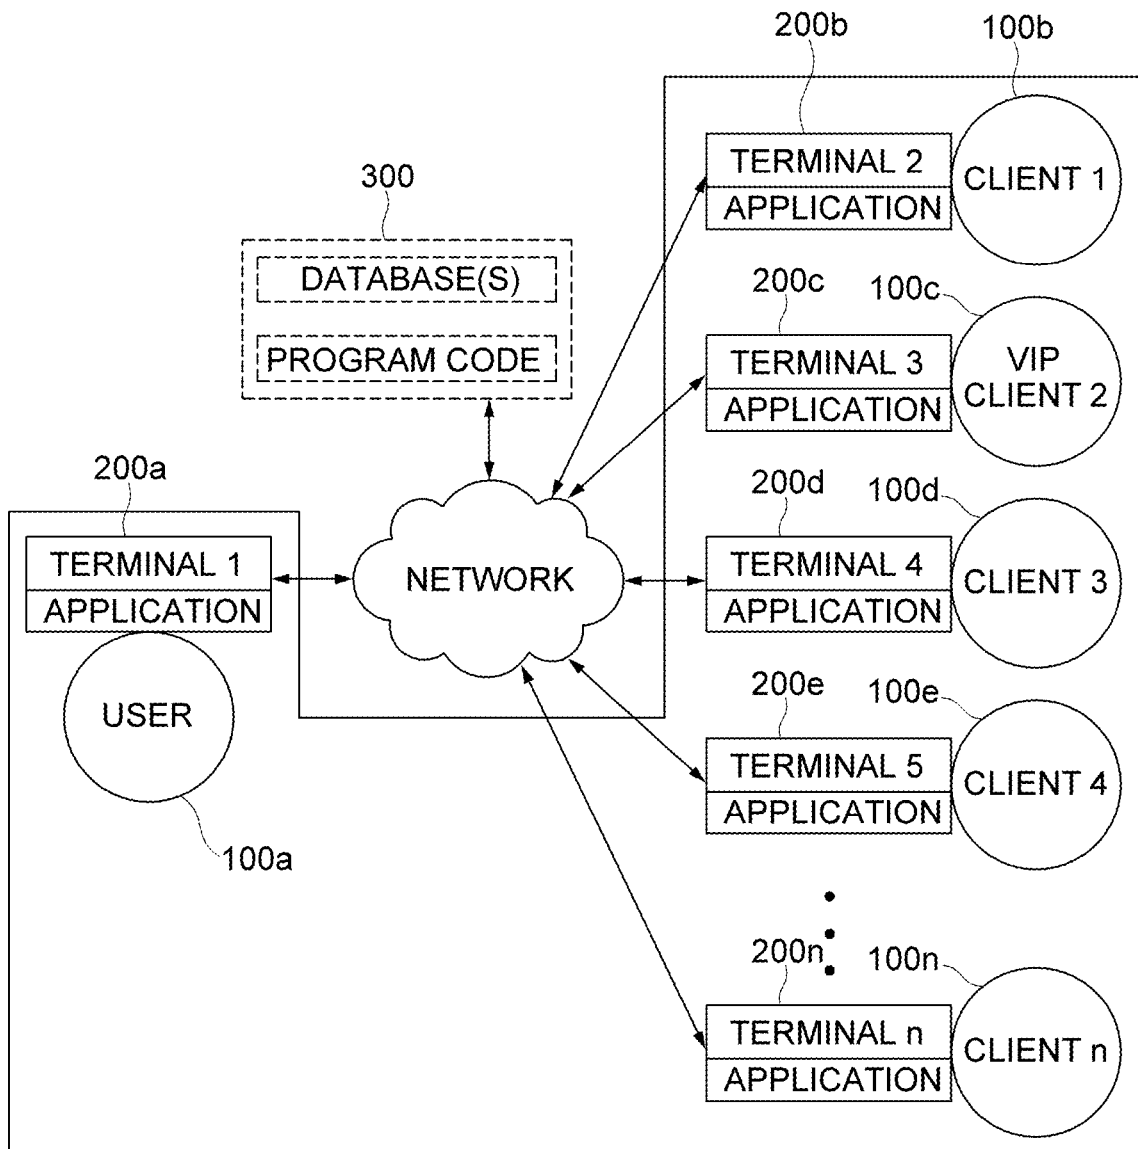 200b
100b
TERMINAL 2
APPLICATION
CLIENT 1
300
DATABASE(S)
PROGRAM CODE
200c
100c
TERMINAL 3
APPLICATION
VIP
CLIENT 2
200a
TERMINAL 1
APPLICATION
USER
100a
NETWORK
200d
100d
TERMINAL 4
APPLICATION
CLIENT 3
200e
100e
TERMINAL 5
APPLICATION
CLIENT 4
200n
100n
TERMINAL n
APPLICATION
CLIENT n